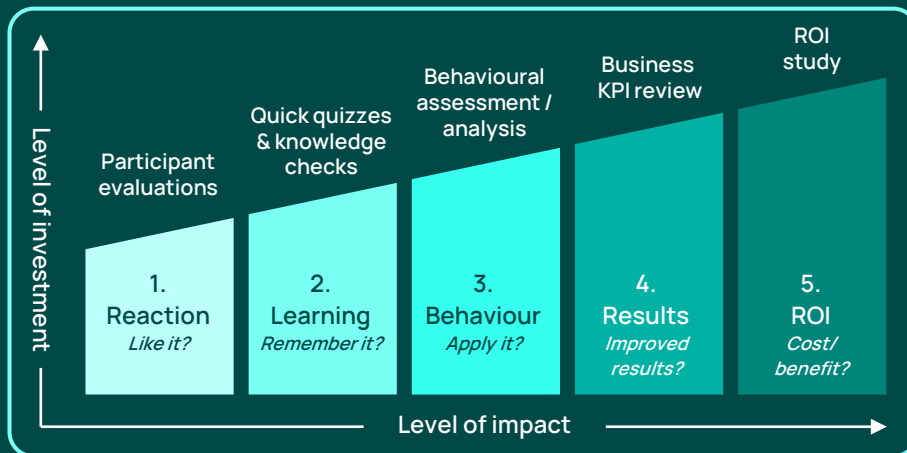 Level of investment
Participant
evaluations
Quick quizzes
& knowledge
checks
Behavioural
assessment /
analysis
Business
KPI review
ROI
study
1.
Reaction
Like it?
2.
Learning
Remember it?
3.
Behaviour
Apply it?
4.
Results
Improved
results?
5.
ROI
Cost/
benefit?
Level of impact